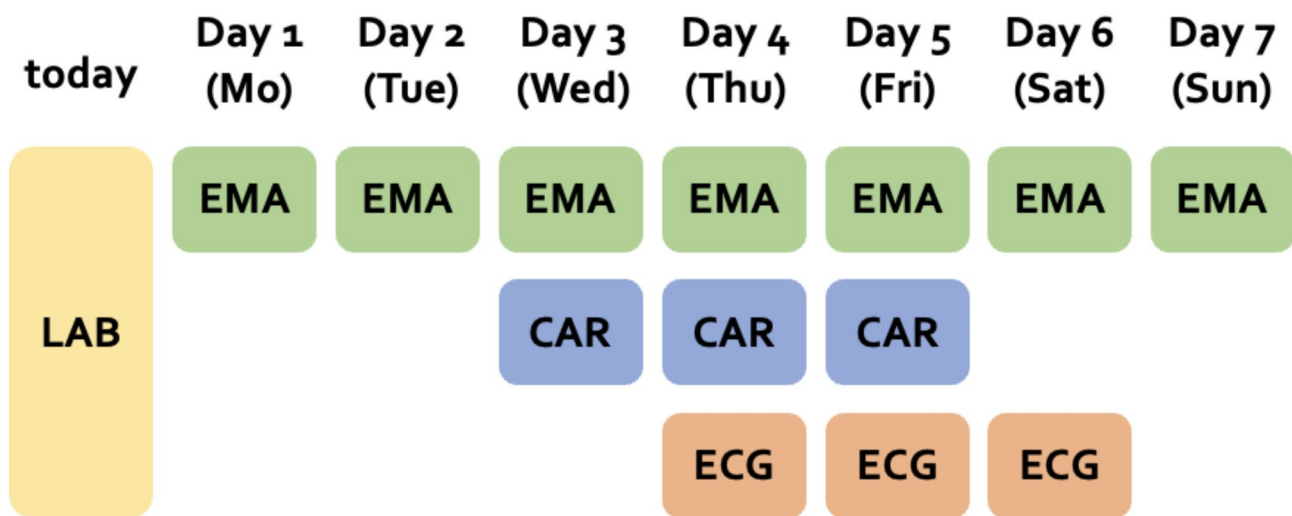 today
Day 1 Day 2 Day 3 Day 4 Day 5 Day 6 Day 7
(Mo) (Tue) (Wed) (Thu) (Fri) (Sat) (Sun)
EMA EMA EMA EMA EMA EMA EMA
LAB CAR CAR CAR
ECG ECG ECG